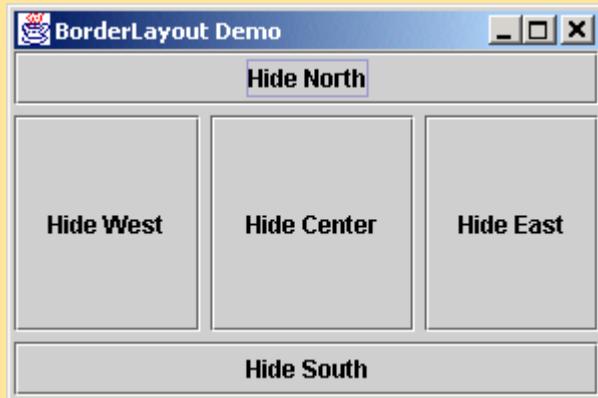 BorderLayout Demo
Hide North
Hide West
Hide Center
Hide East
Hide South